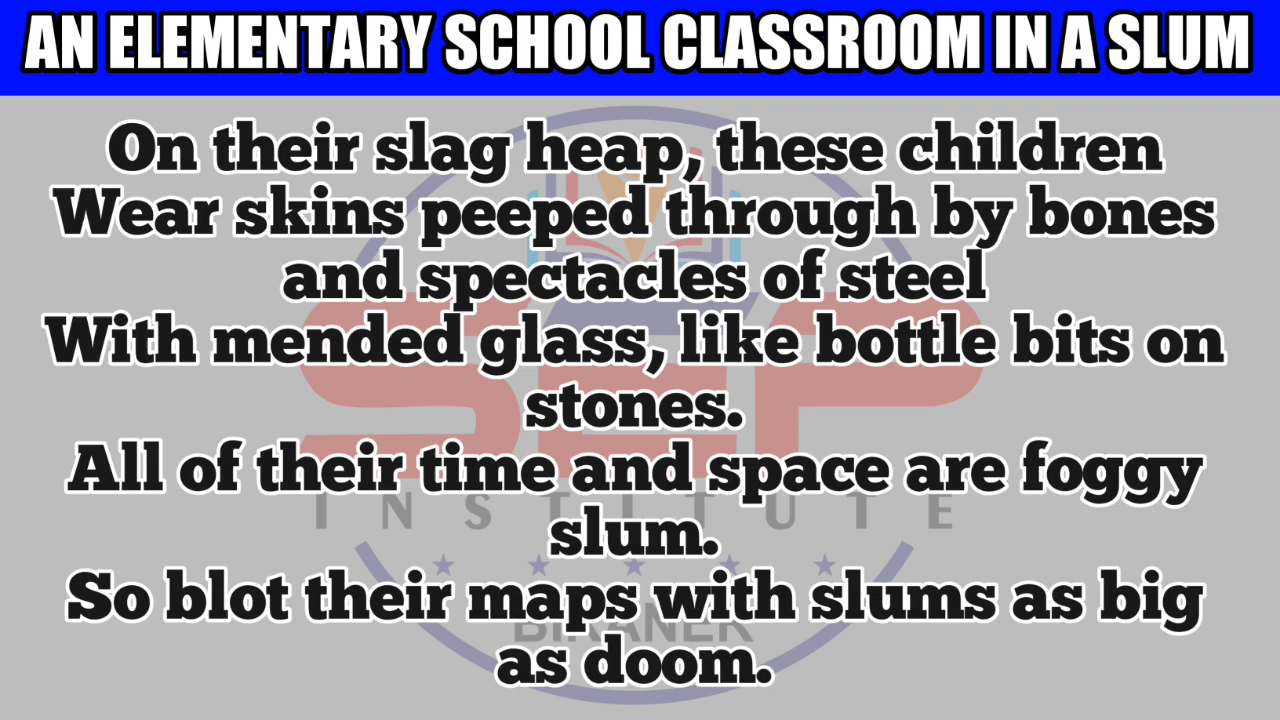 AN ELEMENTARY SCHOOL CLASSROOM IN A SLUM
On their slag heap, these children
Wear skins peeped through by bones
and spectacles of steel
With mended glass, like bottle bits on
stones.
All of their time and space are foggy
slum.
So blot their maps with slums as big
as doom.
SEP
INSTITUTE
BIKANER